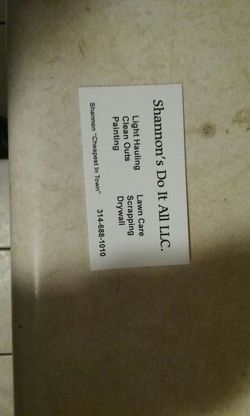 Shannon's Do It All LLC.
Light Hauling
Clean Outs
Painting
Lawn Care
Scrapping
Drywall
Shannon "Cheapest In Town"
314-688-1010